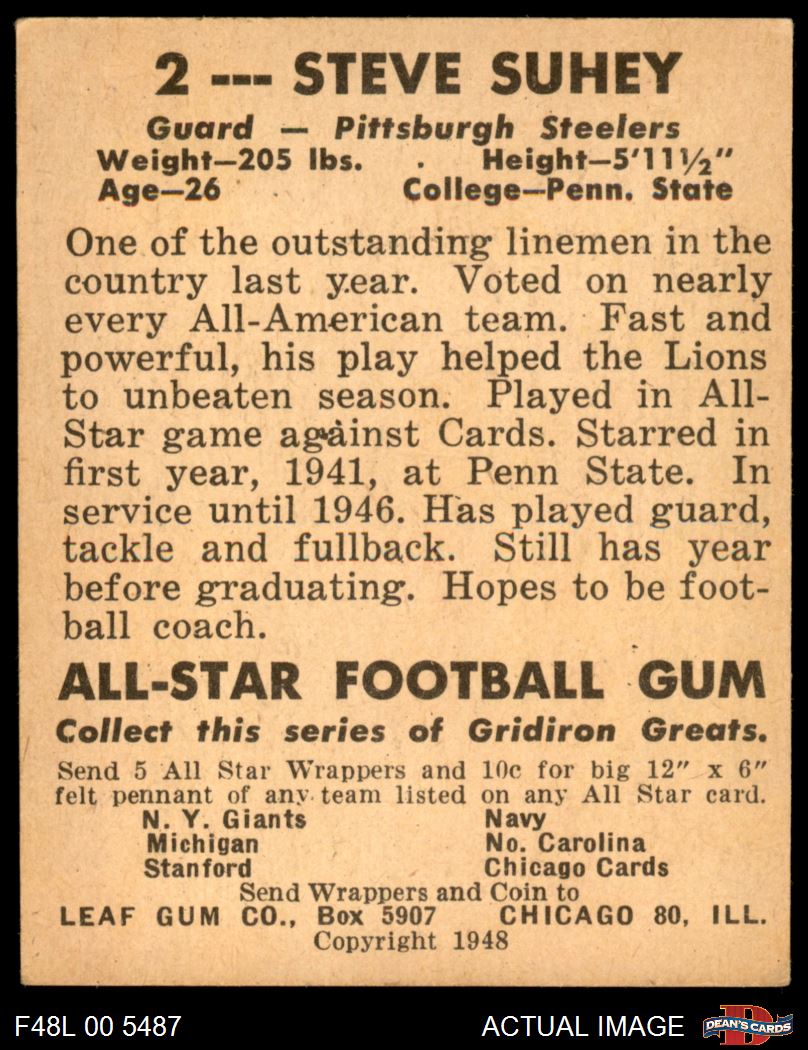 2 --- STEVE SUHEY
Guard — Pittsburgh Steelers
Weight—205 lbs. . Height—5'11½"
Age—26 College—Penn. State
One of the outstanding linemen in the
country last year. Voted on nearly
every All-American team. Fast and
powerful, his play helped the Lions
to unbeaten season. Played in All-
Star game against Cards. Starred in
first year, 1941, at Penn State. In
service until 1946. Has played guard,
tackle and fullback. Still has year
before graduating. Hopes to be foot-
ball coach.
ALL-STAR FOOTBALL GUM
Collect this series of Gridiron Greats.
Send 5 All Star Wrappers and 10c for big 12" x 6"
felt pennant of any team listed on any All Star card.
N. Y. Giants Navy
Michigan No. Carolina
Stanford Chicago Cards
Send Wrappers and Coin to
LEAF GUM CO., Box 5907 CHICAGO 80, ILL.
Copyright 1948
F48L 00 5487 ACTUAL IMAGE D DEAN'S CARDS